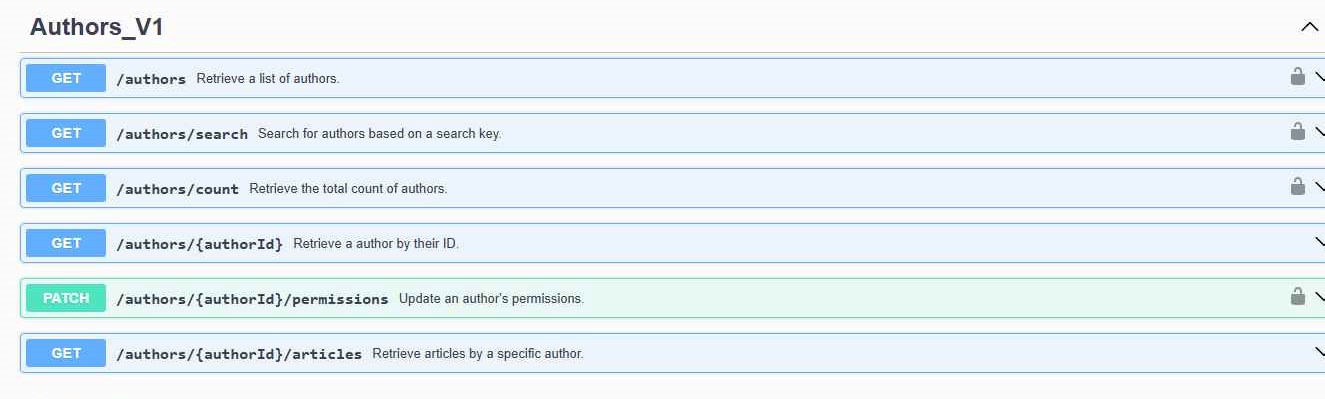 Authors_V1
GET /authors Retrieve a list of authors.
GET /authors/search Search for authors based on a search key.
GET /authors/count Retrieve the total count of authors.
GET /authors/{authorId} Retrieve a author by their ID.
PATCH /authors/{authorId}/permissions Update an author's permissions.
GET /authors/{authorId}/articles Retrieve articles by a specific author.